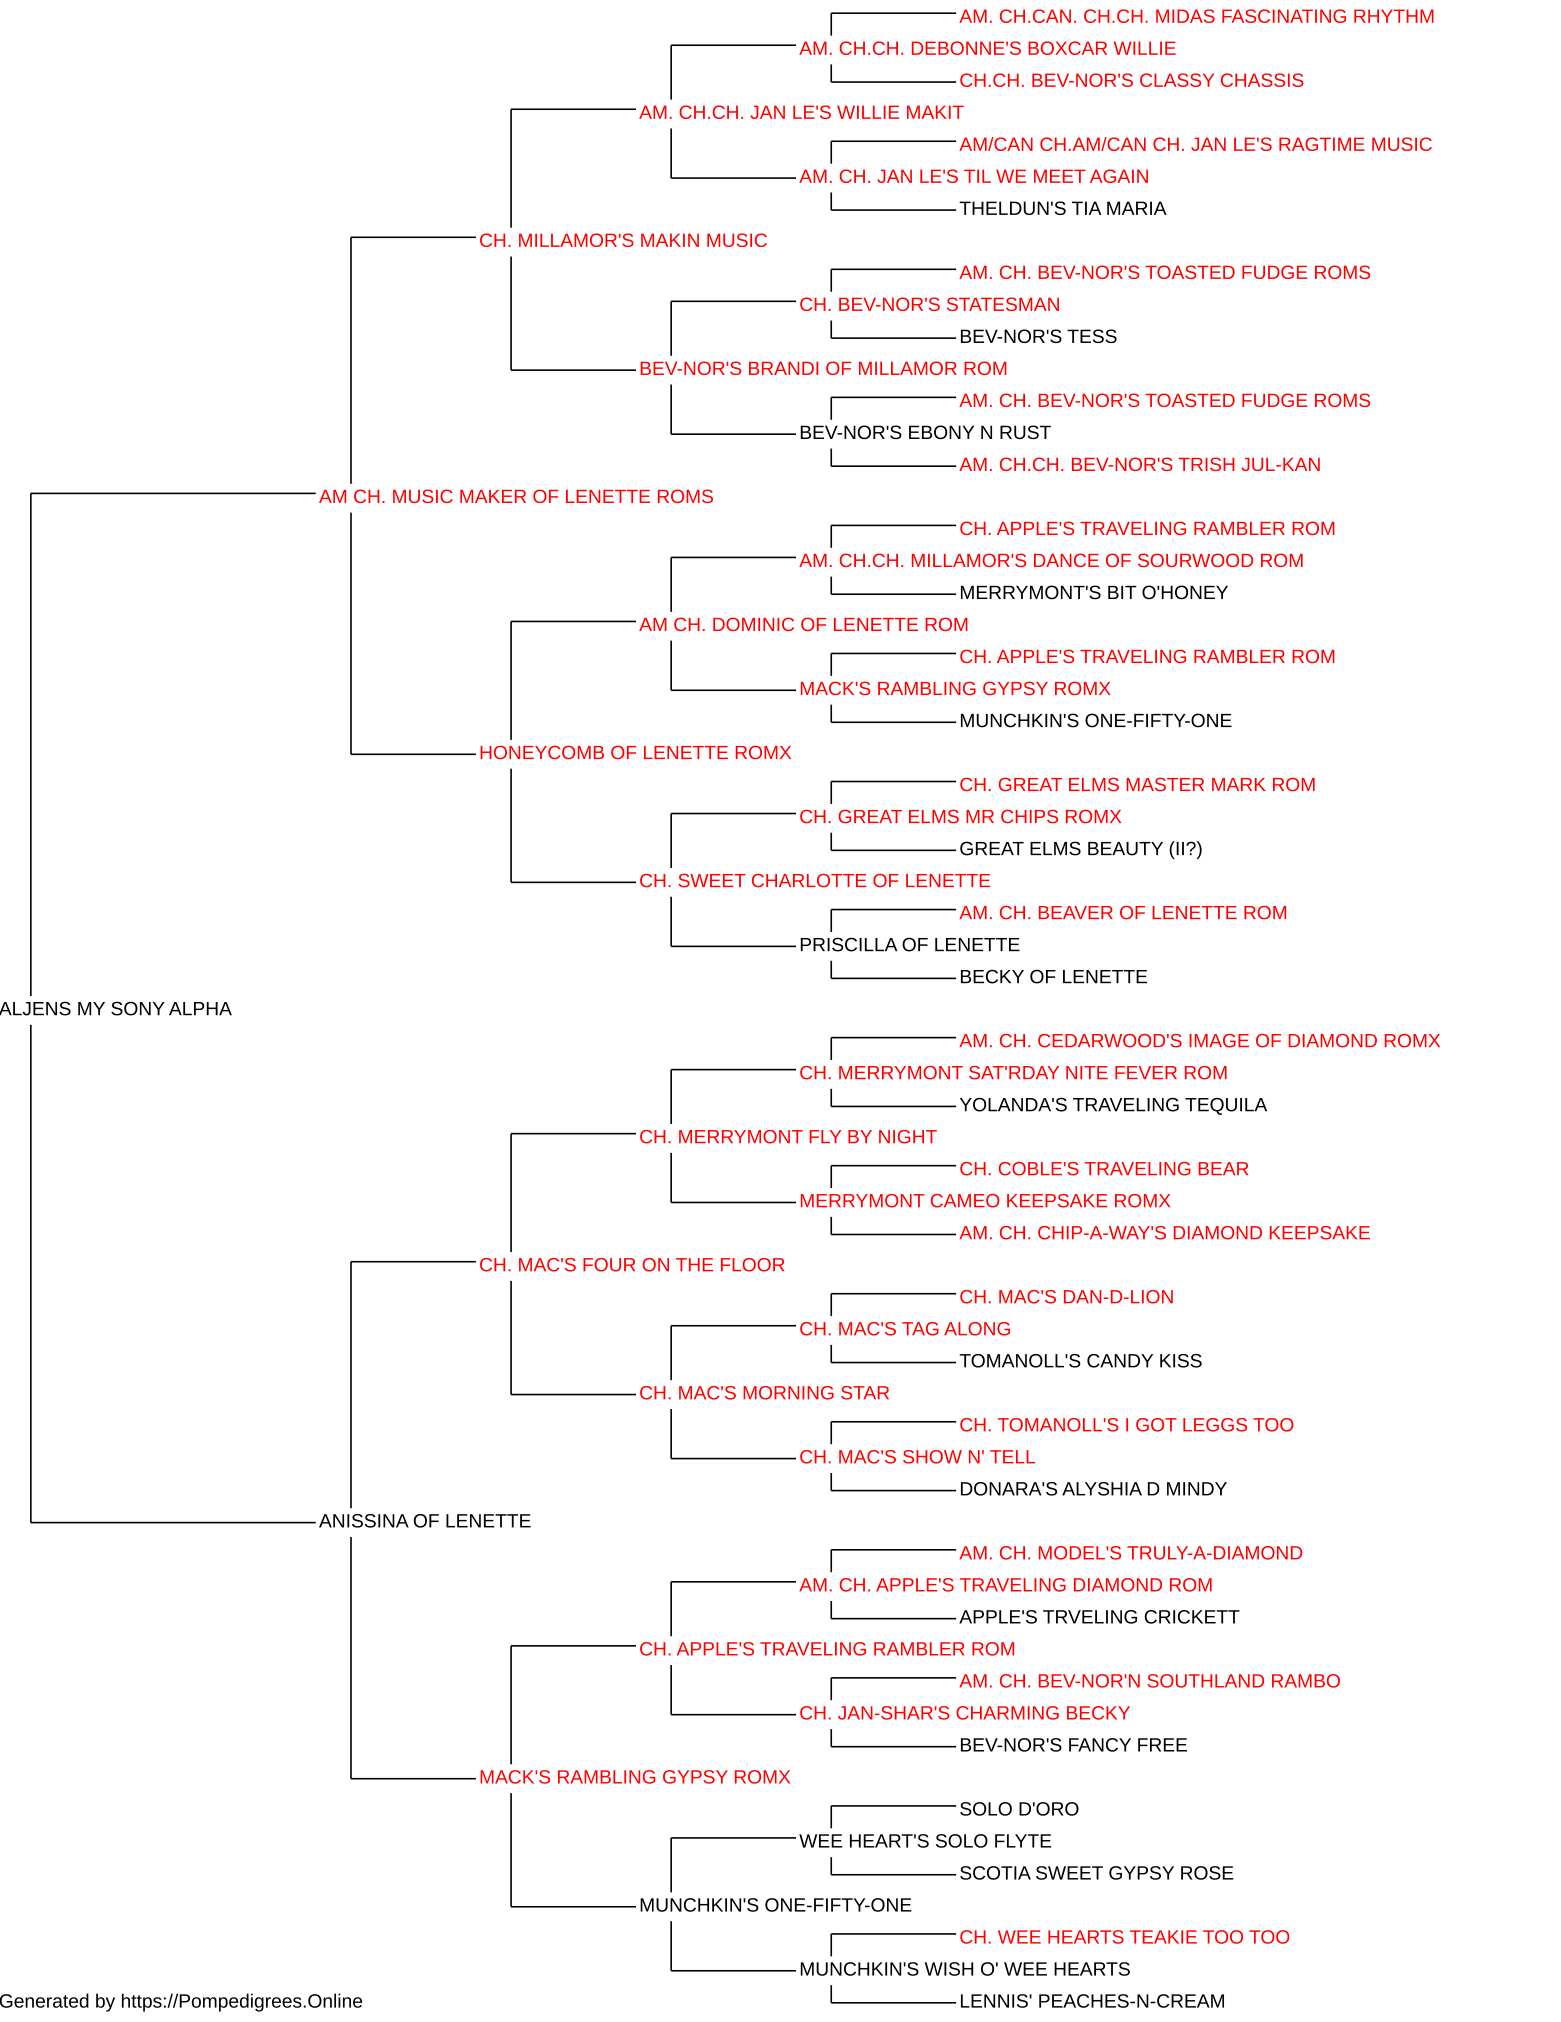 AM. CH.CAN. CH.CH. MIDAS FASCINATING RHYTHM
AM. CH.CH. DEBONNE'S BOXCAR WILLIE
CH.CH. BEV-NOR'S CLASSY CHASSIS
AM. CH.CH. JAN LE'S WILLIE MAKIT
AM/CAN CH.AM/CAN CH. JAN LE'S RAGTIME MUSIC
AM. CH. JAN LE'S TIL WE MEET AGAIN
THELDUN'S TIA MARIA
CH. MILLAMOR'S MAKIN MUSIC
AM. CH. BEV-NOR'S TOASTED FUDGE ROMS
CH. BEV-NOR'S STATESMAN
BEV-NOR'S TESS
BEV-NOR'S BRANDI OF MILLAMOR ROM
AM. CH. BEV-NOR'S TOASTED FUDGE ROMS
BEV-NOR'S EBONY N RUST
AM. CH.CH. BEV-NOR'S TRISH JUL-KAN
AM CH. MUSIC MAKER OF LENETTE ROMS
CH. APPLE'S TRAVELING RAMBLER ROM
AM. CH.CH. MILLAMOR'S DANCE OF SOURWOOD ROM
MERRYMONT'S BIT O'HONEY
AM CH. DOMINIC OF LENETTE ROM
CH. APPLE'S TRAVELING RAMBLER ROM
MACK'S RAMBLING GYPSY ROMX
MUNCHKIN'S ONE-FIFTY-ONE
HONEYCOMB OF LENETTE ROMX
CH. GREAT ELMS MASTER MARK ROM
CH. GREAT ELMS MR CHIPS ROMX
GREAT ELMS BEAUTY (II?)
CH. SWEET CHARLOTTE OF LENETTE
AM. CH. BEAVER OF LENETTE ROM
PRISCILLA OF LENETTE
BECKY OF LENETTE
ALJENS MY SONY ALPHA
AM. CH. CEDARWOOD'S IMAGE OF DIAMOND ROMX
CH. MERRYMONT SAT'RDAY NITE FEVER ROM
YOLANDA'S TRAVELING TEQUILA
CH. MERRYMONT FLY BY NIGHT
CH. COBLE'S TRAVELING BEAR
MERRYMONT CAMEO KEEPSAKE ROMX
AM. CH. CHIP-A-WAY'S DIAMOND KEEPSAKE
CH. MAC'S FOUR ON THE FLOOR
CH. MAC'S DAN-D-LION
CH. MAC'S TAG ALONG
TOMANOLL'S CANDY KISS
CH. MAC'S MORNING STAR
CH. TOMANOLL'S I GOT LEGGS TOO
CH. MAC'S SHOW N' TELL
DONARA'S ALYSHIA D MINDY
ANISSINA OF LENETTE
AM. CH. MODEL'S TRULY-A-DIAMOND
AM. CH. APPLE'S TRAVELING DIAMOND ROM
APPLE'S TRVELING CRICKETT
CH. APPLE'S TRAVELING RAMBLER ROM
AM. CH. BEV-NOR'N SOUTHLAND RAMBO
CH. JAN-SHAR'S CHARMING BECKY
BEV-NOR'S FANCY FREE
MACK'S RAMBLING GYPSY ROMX
SOLO D'ORO
WEE HEART'S SOLO FLYTE
SCOTIA SWEET GYPSY ROSE
MUNCHKIN'S ONE-FIFTY-ONE
CH. WEE HEARTS TEAKIE TOO TOO
MUNCHKIN'S WISH O' WEE HEARTS
LENNIS' PEACHES-N-CREAM
Generated by https://Pompedigrees.Online